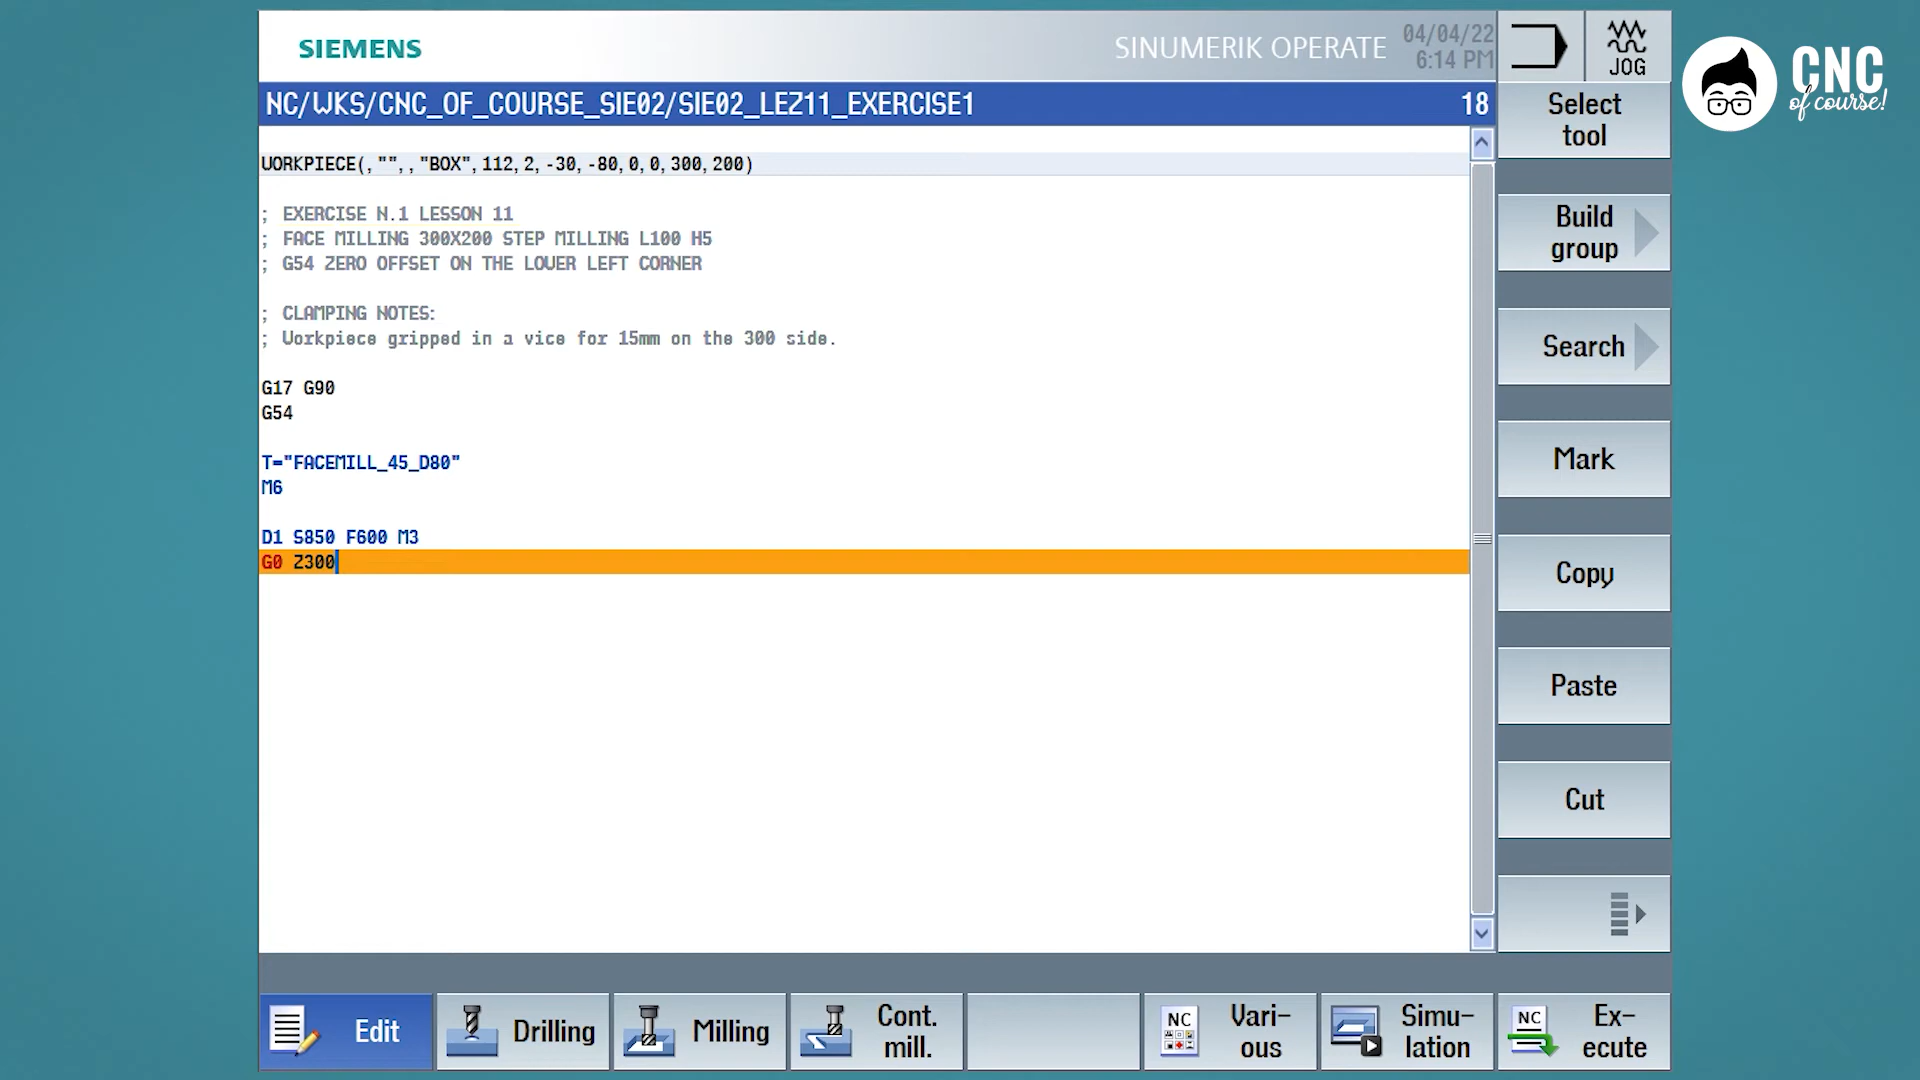 SIEMENS
SINUMERIK OPERATE
04/04/22
6:14 PM
JOG
CNC
of course!
NC/WKS/CNC_OF_COURSE_SIE02/SIE02_LEZ11_EXERCISE1 18
WORKPIECE(,"",,"BOX",112,2,-30,-80,0,0,300,200)
; EXERCISE N.1 LESSON 11
; FACE MILLING 300X200 STEP MILLING L100 H5
; G54 ZERO OFFSET ON THE LOWER LEFT CORNER
; CLAMPING NOTES:
; Workpiece gripped in a vice for 15mm on the 300 side.
G17 G90
G54
T="FACEMILL_45_D80"
M6
D1 S850 F600 M3
G0 Z300
Select
tool
Build
group
Search
Mark
Copy
Paste
Cut
Edit
Drilling
Milling
Cont.
mill.
NC
Vari-
ous
Simu-
lation
NC
Ex-
ecute